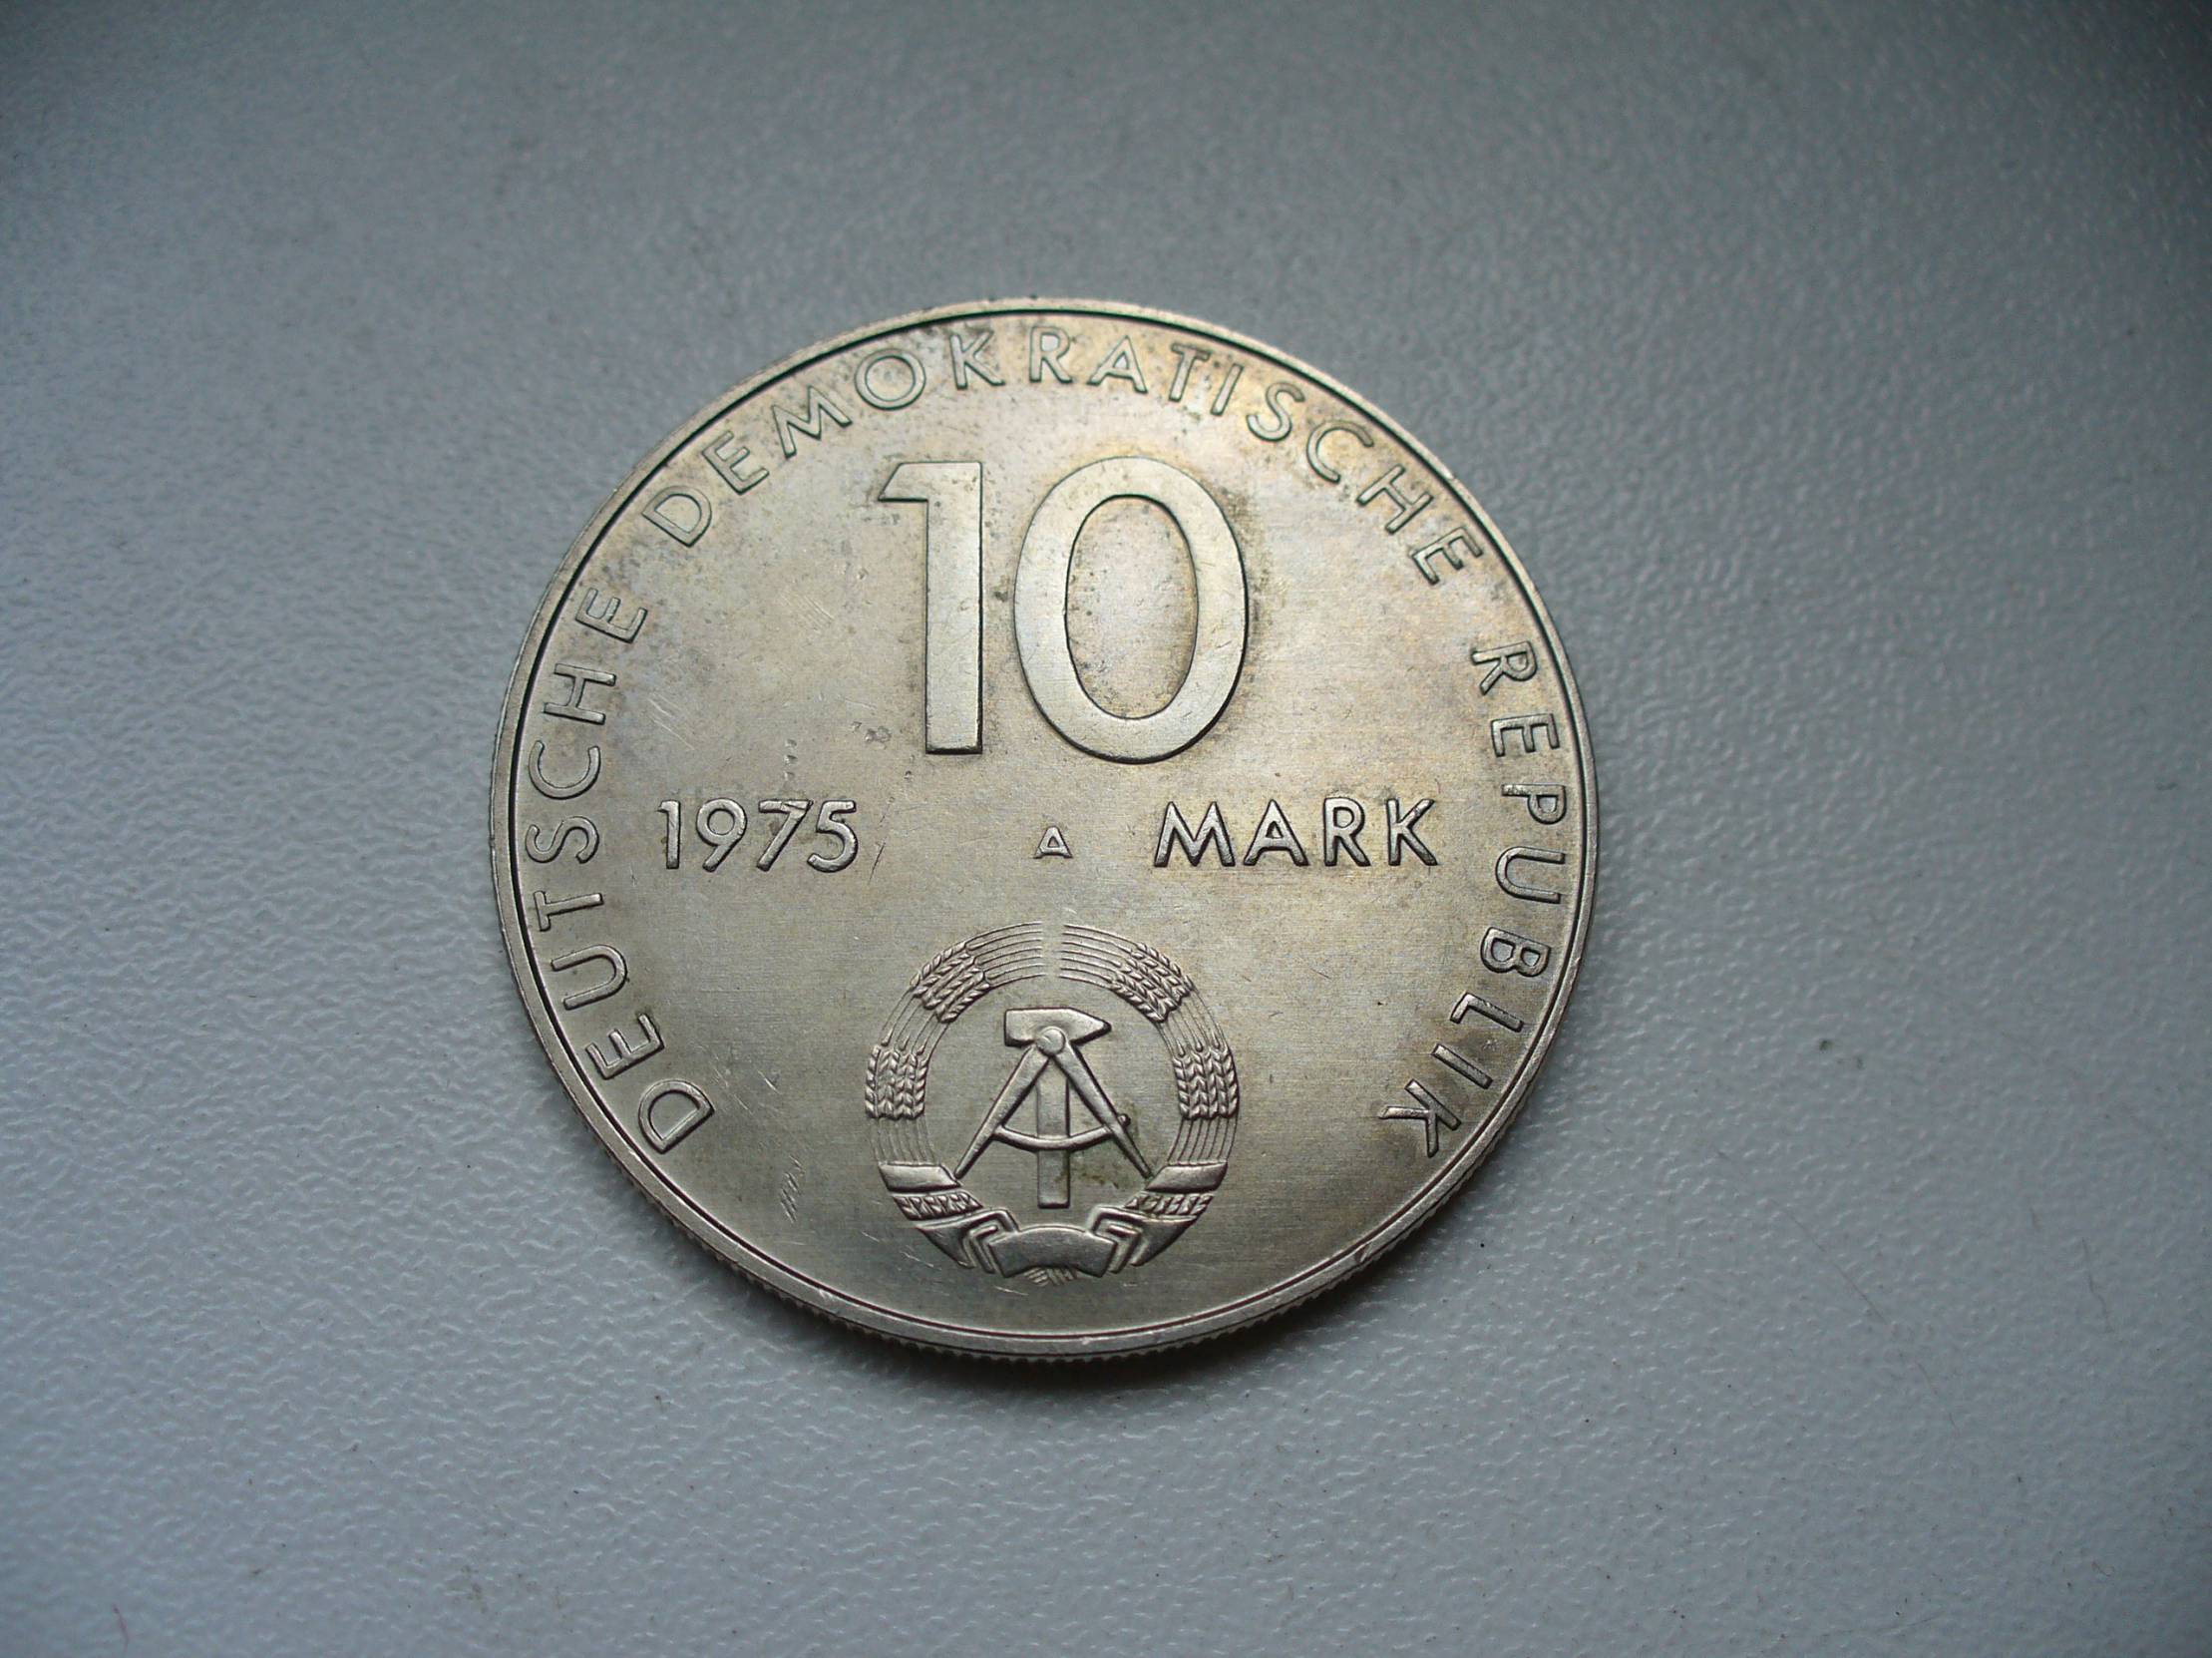 DEUTSCHE DEMOKRATISCHE REPUBLIK
10
1975 A MARK